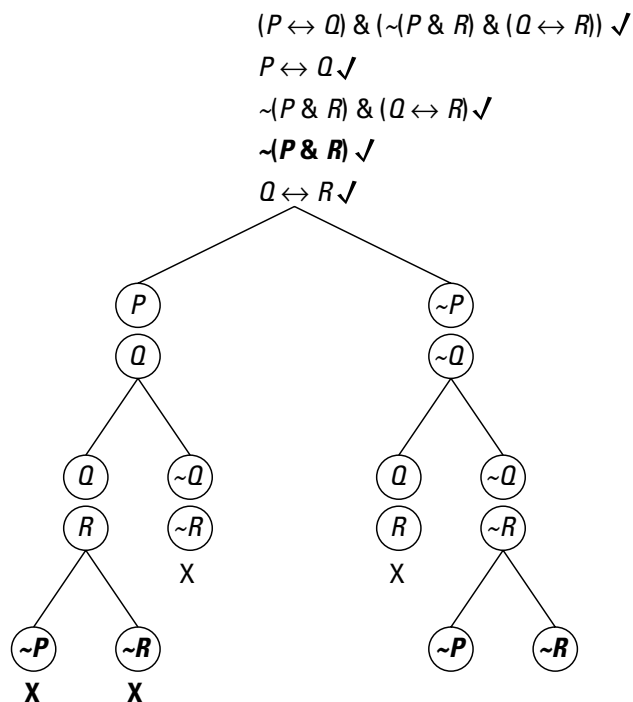 (P ↔ Q) & (~(P & R) & (Q ↔ R)) ✓
P ↔ Q ✓
~(P & R) & (Q ↔ R) ✓
~(P & R) ✓
Q ↔ R ✓
P ~P
Q ~Q
Q ~Q Q ~Q
R ~R R ~R
X X
~P ~R ~P ~R
X X